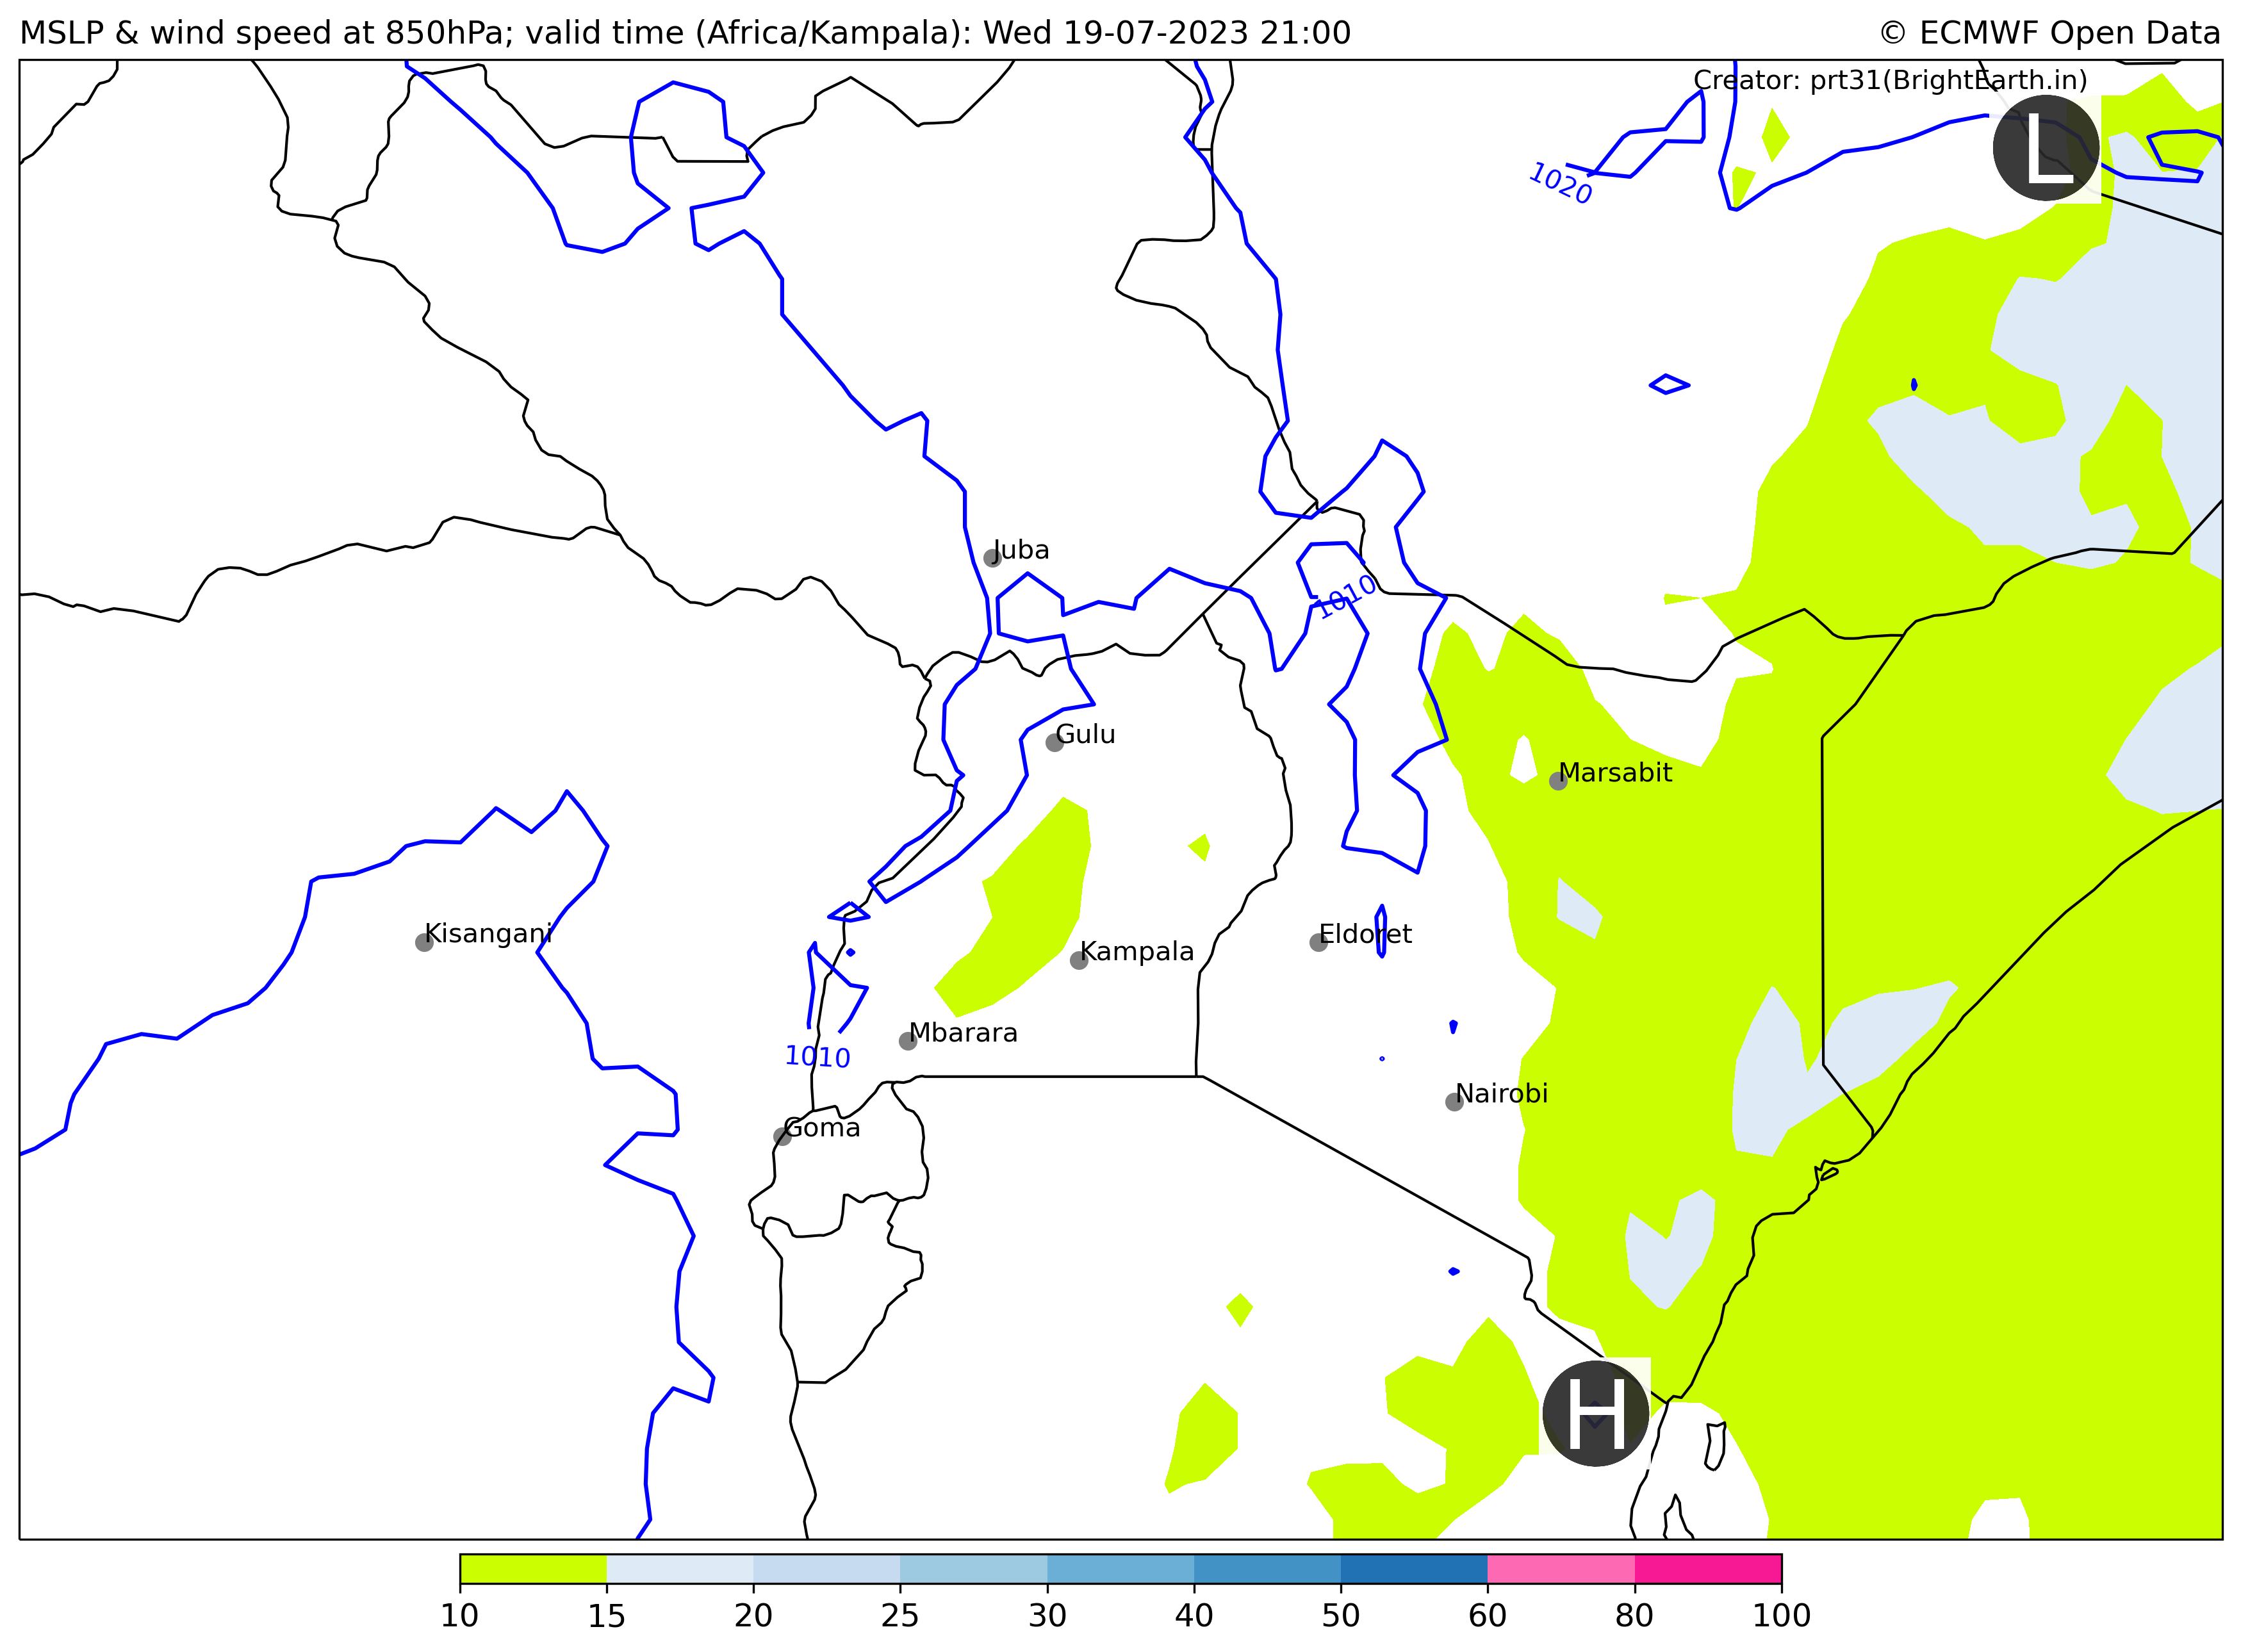 MSLP & wind speed at 850hPa; valid time (Africa/Kampala): Wed 19-07-2023 21:00
© ECMWF Open Data
Creator: prt31(BrightEarth.in)
L
1020
Juba
1010
Gulu
Marsabit
Kisangani
Eldoret
Kampala
Mbarara
1010
Nairobi
Goma
H
10 15 20 25 30 40 50 60 80 100